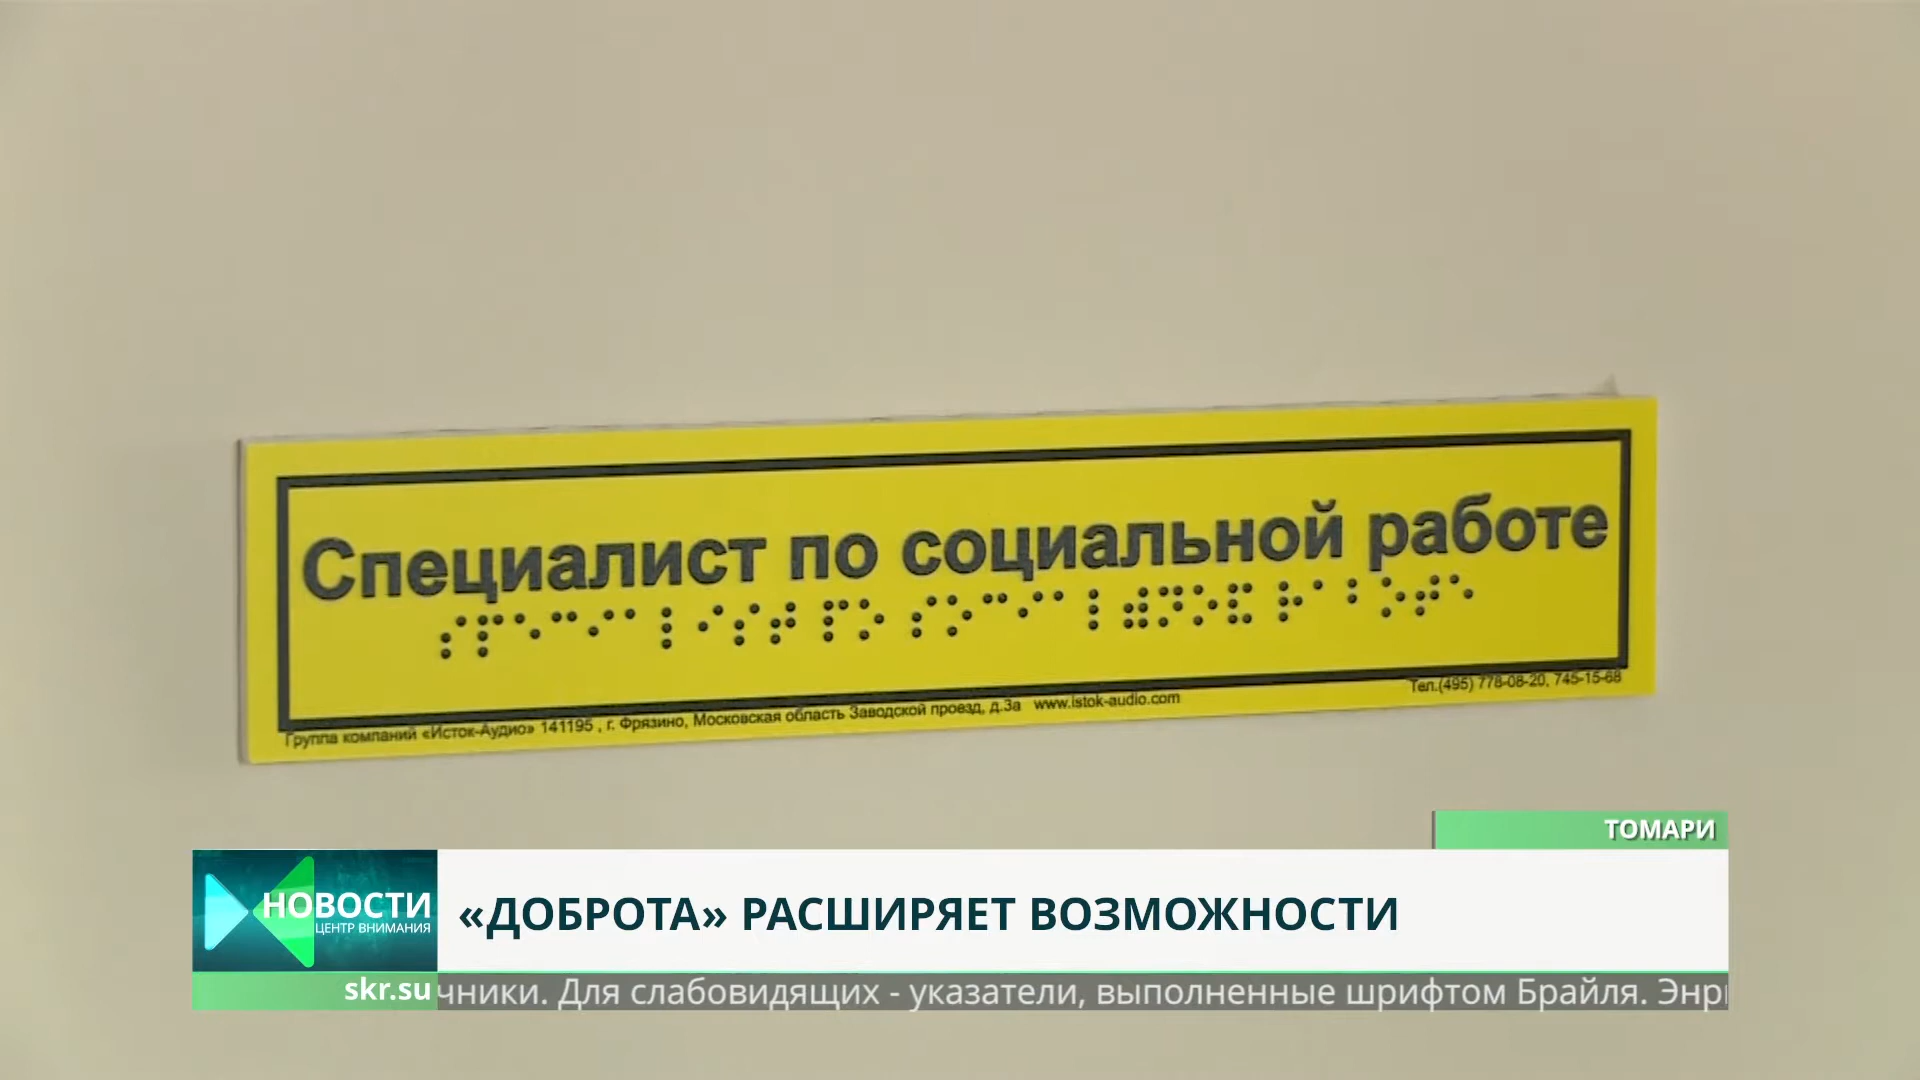 Специалист по социальной работе
⠎⠏⠑⠉⠊⠁⠇⠊⠎⠞ ⠏⠕ ⠎⠕⠉⠊⠁⠇⠾⠝⠕⠯ ⠗⠁⠃⠕⠞⠑
Группа компаний «Исток-Аудио» 141195 , г. Фрязино, Московская область Заводской проезд, д.3а www.istok-audio.com Тел.(495) 778-08-20, 745-15-68
ТОМАРИ
НОВОСТИ
ЦЕНТР ВНИМАНИЯ
«ДОБРОТА» РАСШИРЯЕТ ВОЗМОЖНОСТИ
skr.su
чники. Для слабовидящих - указатели, выполненные шрифтом Брайля. Энр